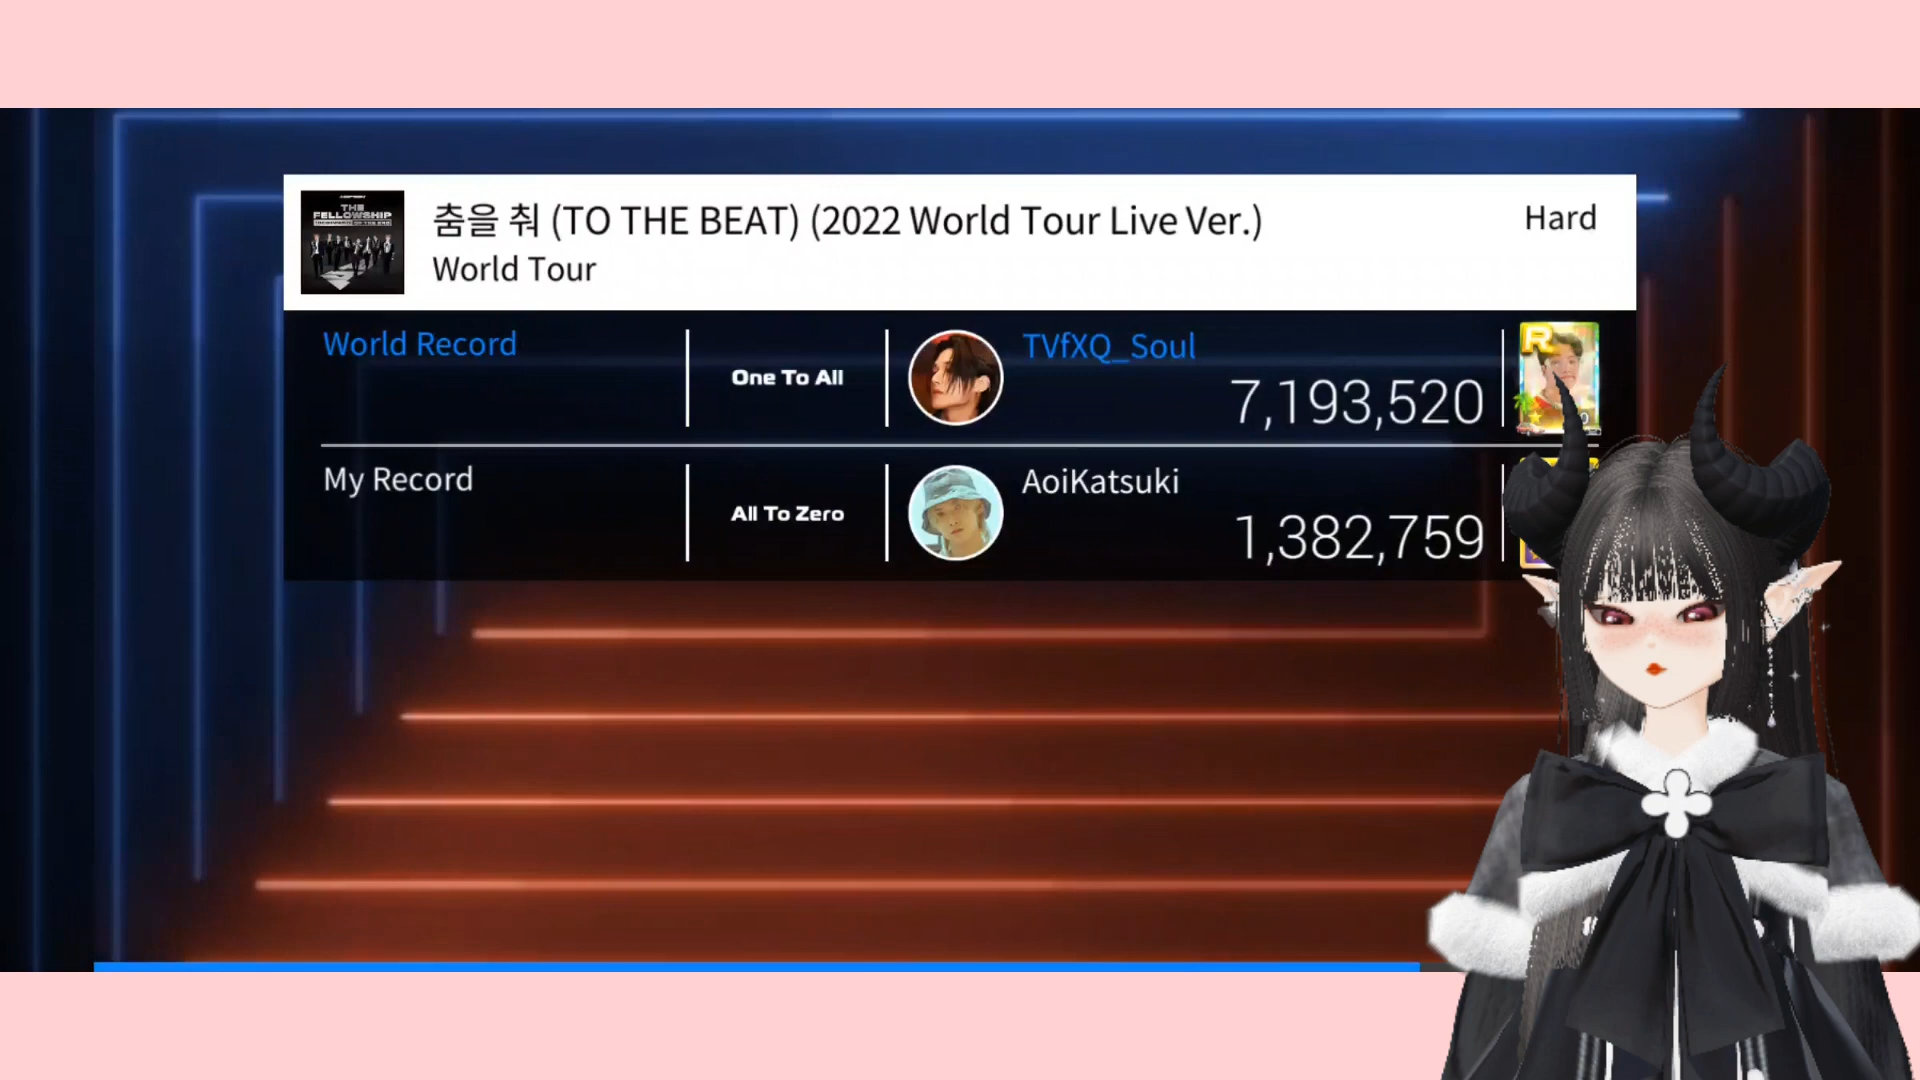 춤을 춰 (TO THE BEAT) (2022 World Tour Live Ver.)
Hard
World Tour
THE
FELLOWSHIP
World Record
One To All
TVfXQ_Soul
7,193,520
R
My Record
All To Zero
AoiKatsuki
1,382,759